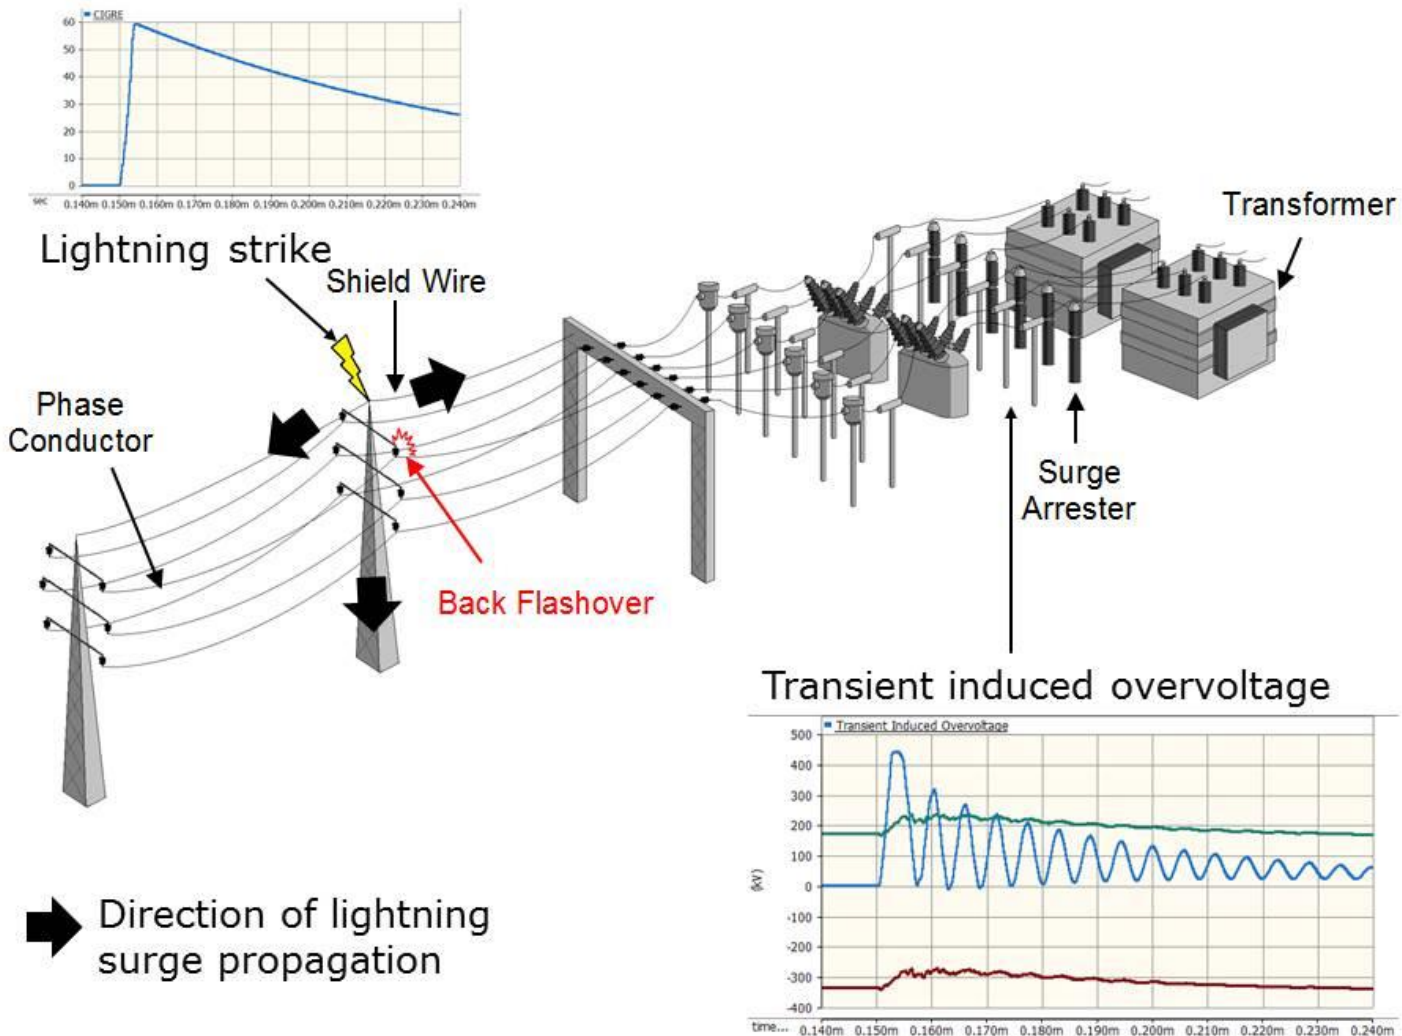 CIGRE
60
50
40
30
20
10
0
sec 0.140m 0.150m 0.160m 0.170m 0.180m 0.190m 0.200m 0.210m 0.220m 0.230m 0.240m
Lightning strike
Shield Wire
Transformer
Phase
Conductor
Surge
Arrester
Back Flashover
Transient induced overvoltage
Transient Induced Overvoltage
500
400
300
200
100
0
-100
-200
-300
-400
(kV)
time... 0.140m 0.150m 0.160m 0.170m 0.180m 0.190m 0.200m 0.210m 0.220m 0.230m 0.240m
Direction of lightning
surge propagation